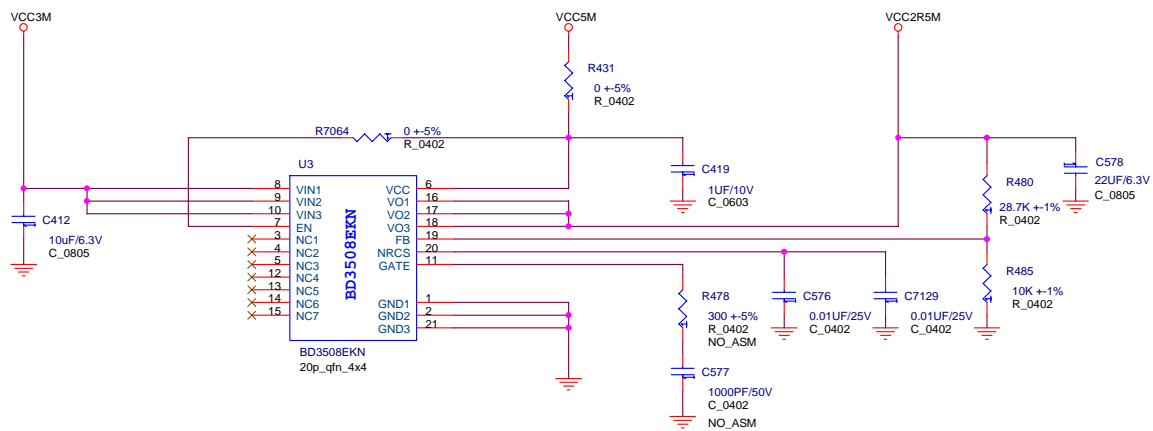 VCC3M
VCC5M
VCC2R5M
R431
0 +-5%
R_0402
R7064
0 +-5%
R_0402
U3
C419
1UF/10V
C_0603
C578
22UF/6.3V
C_0805
R480
28.7K +-1%
R_0402
C412
10uF/6.3V
C_0805
8 VIN1
9 VIN2
10 VIN3
7 EN
3 NC1
4 NC2
5 NC3
12 NC4
13 NC5
14 NC6
15 NC7
BD3508EKN
VCC 6
VO1 16
VO2 17
VO3 18
FB 19
NRCS 20
GATE 11
GND1 1
GND2 2
GND3 21
BD3508EKN
20p_qfn_4x4
R478
300 +-5%
R_0402
NO_ASM
C576
0.01UF/25V
C_0402
C7129
0.01UF/25V
C_0402
R485
10K +-1%
R_0402
C577
1000PF/50V
C_0402
NO_ASM